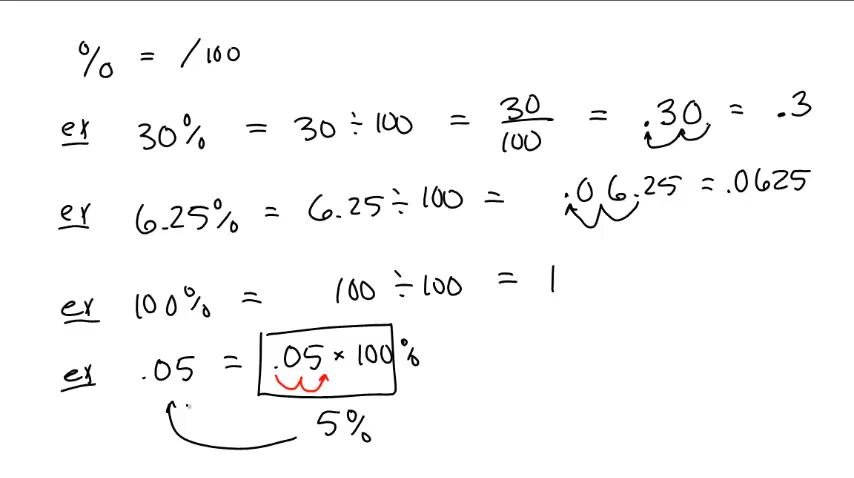 % = /100
ex 30% = 30 ÷ 100 = 30/100 = .30 = .3
ex 6.25% = 6.25 ÷ 100 = .06.25 = .0625
ex 100% = 100 ÷ 100 = 1
ex .05 = .05 × 100%
5%